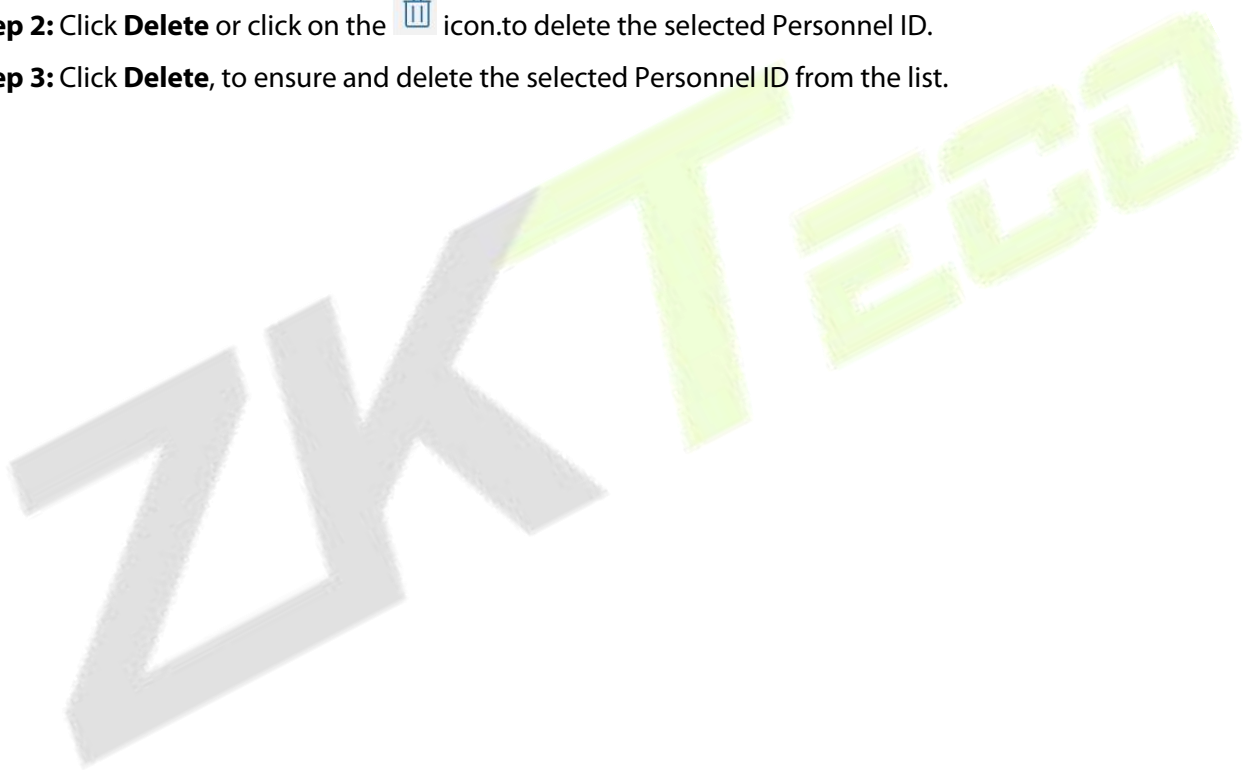 ep 2: Click Delete or click on the icon.to delete the selected Personnel ID.
ep 3: Click Delete, to ensure and delete the selected Personnel ID from the list.
ZKTECO